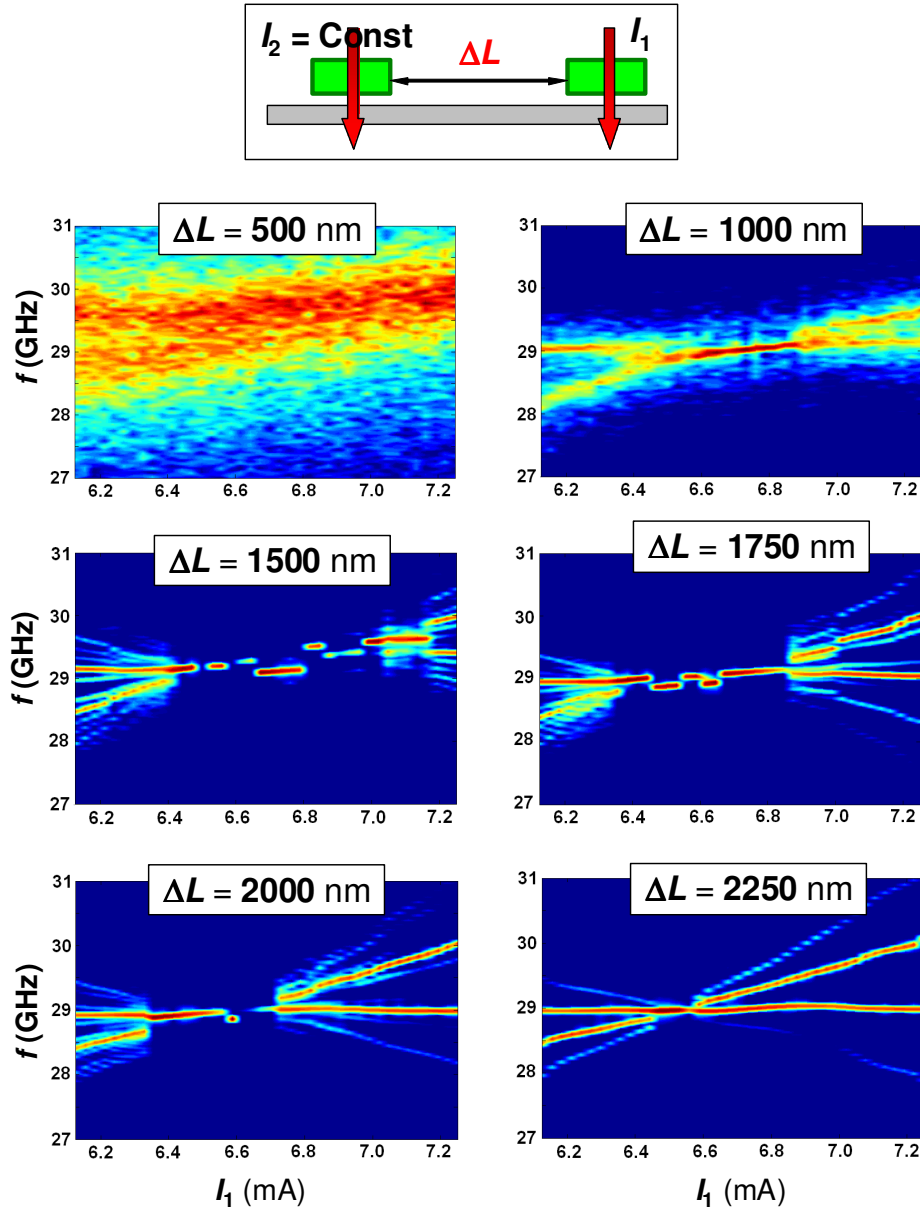 I2 = Const
I1
ΔL
ΔL = 500 nm
ΔL = 1000 nm
31
30
29
28
27
f (GHz)
6.2 6.4 6.6 6.8 7.0 7.2
6.2 6.4 6.6 6.8 7.0 7.2
31
30
29
28
27
ΔL = 1500 nm
ΔL = 1750 nm
31
30
29
28
27
f (GHz)
6.2 6.4 6.6 6.8 7.0 7.2
31
30
29
28
27
6.2 6.4 6.6 6.8 7.0 7.2
ΔL = 2000 nm
ΔL = 2250 nm
31
30
29
28
27
f (GHz)
6.2 6.4 6.6 6.8 7.0 7.2
31
30
29
28
27
6.2 6.4 6.6 6.8 7.0 7.2
I1 (mA)
I1 (mA)